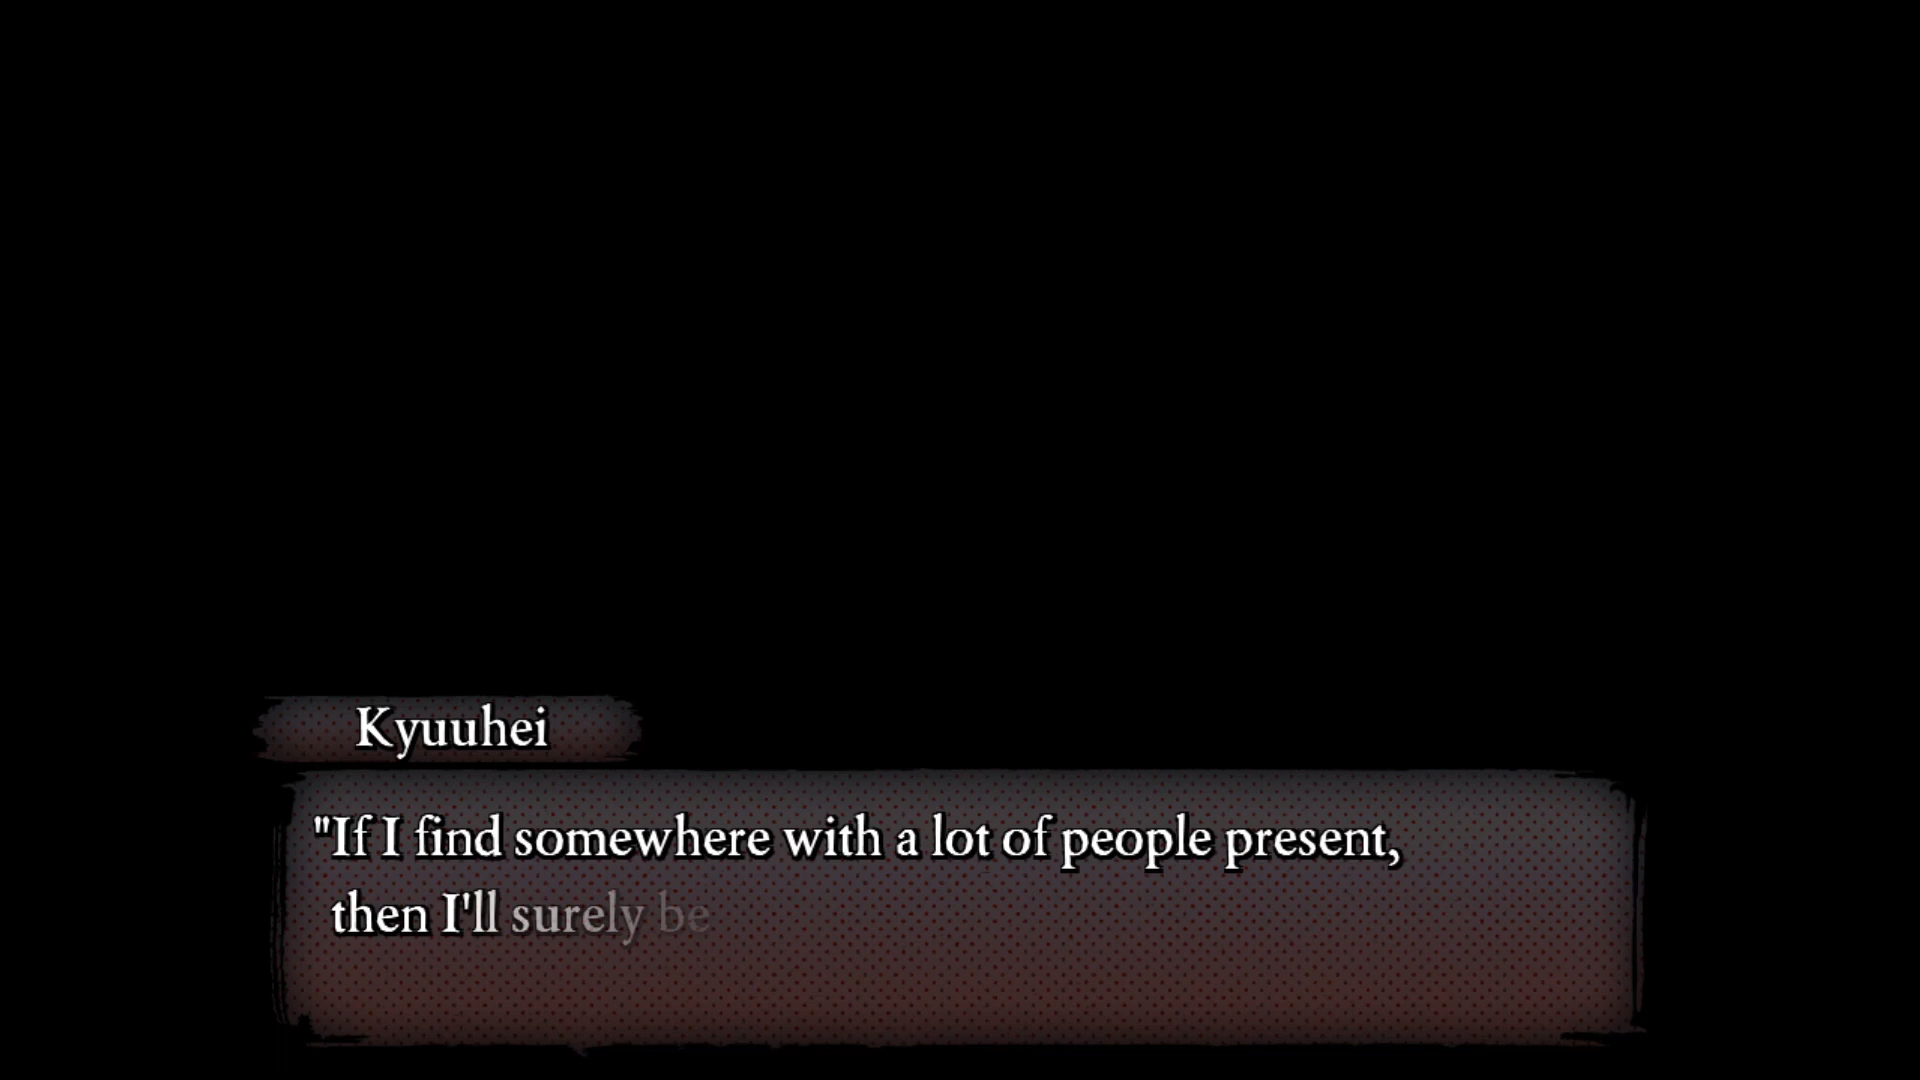 Kyuuhei
"If I find somewhere with a lot of people present,
then I'll surely be